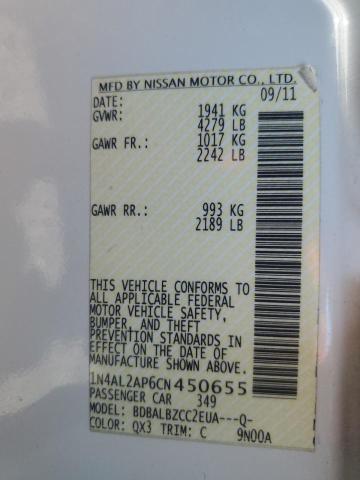 MFD BY NISSAN MOTOR CO., LTD.
DATE: 09/11
GVWR: 1941 KG
4279 LB
GAWR FR.: 1017 KG
2242 LB
GAWR RR.: 993 KG
2189 LB
THIS VEHICLE CONFORMS TO
ALL APPLICABLE FEDERAL
MOTOR VEHICLE SAFETY,
BUMPER, AND THEFT
PREVENTION STANDARDS IN
EFFECT ON THE DATE OF
MANUFACTURE SHOWN ABOVE.
1N4AL2AP6CN450655
PASSENGER CAR 349
MODEL: BDBALBZCC2EUA---Q-
COLOR: QX3 TRIM: C 9N00A